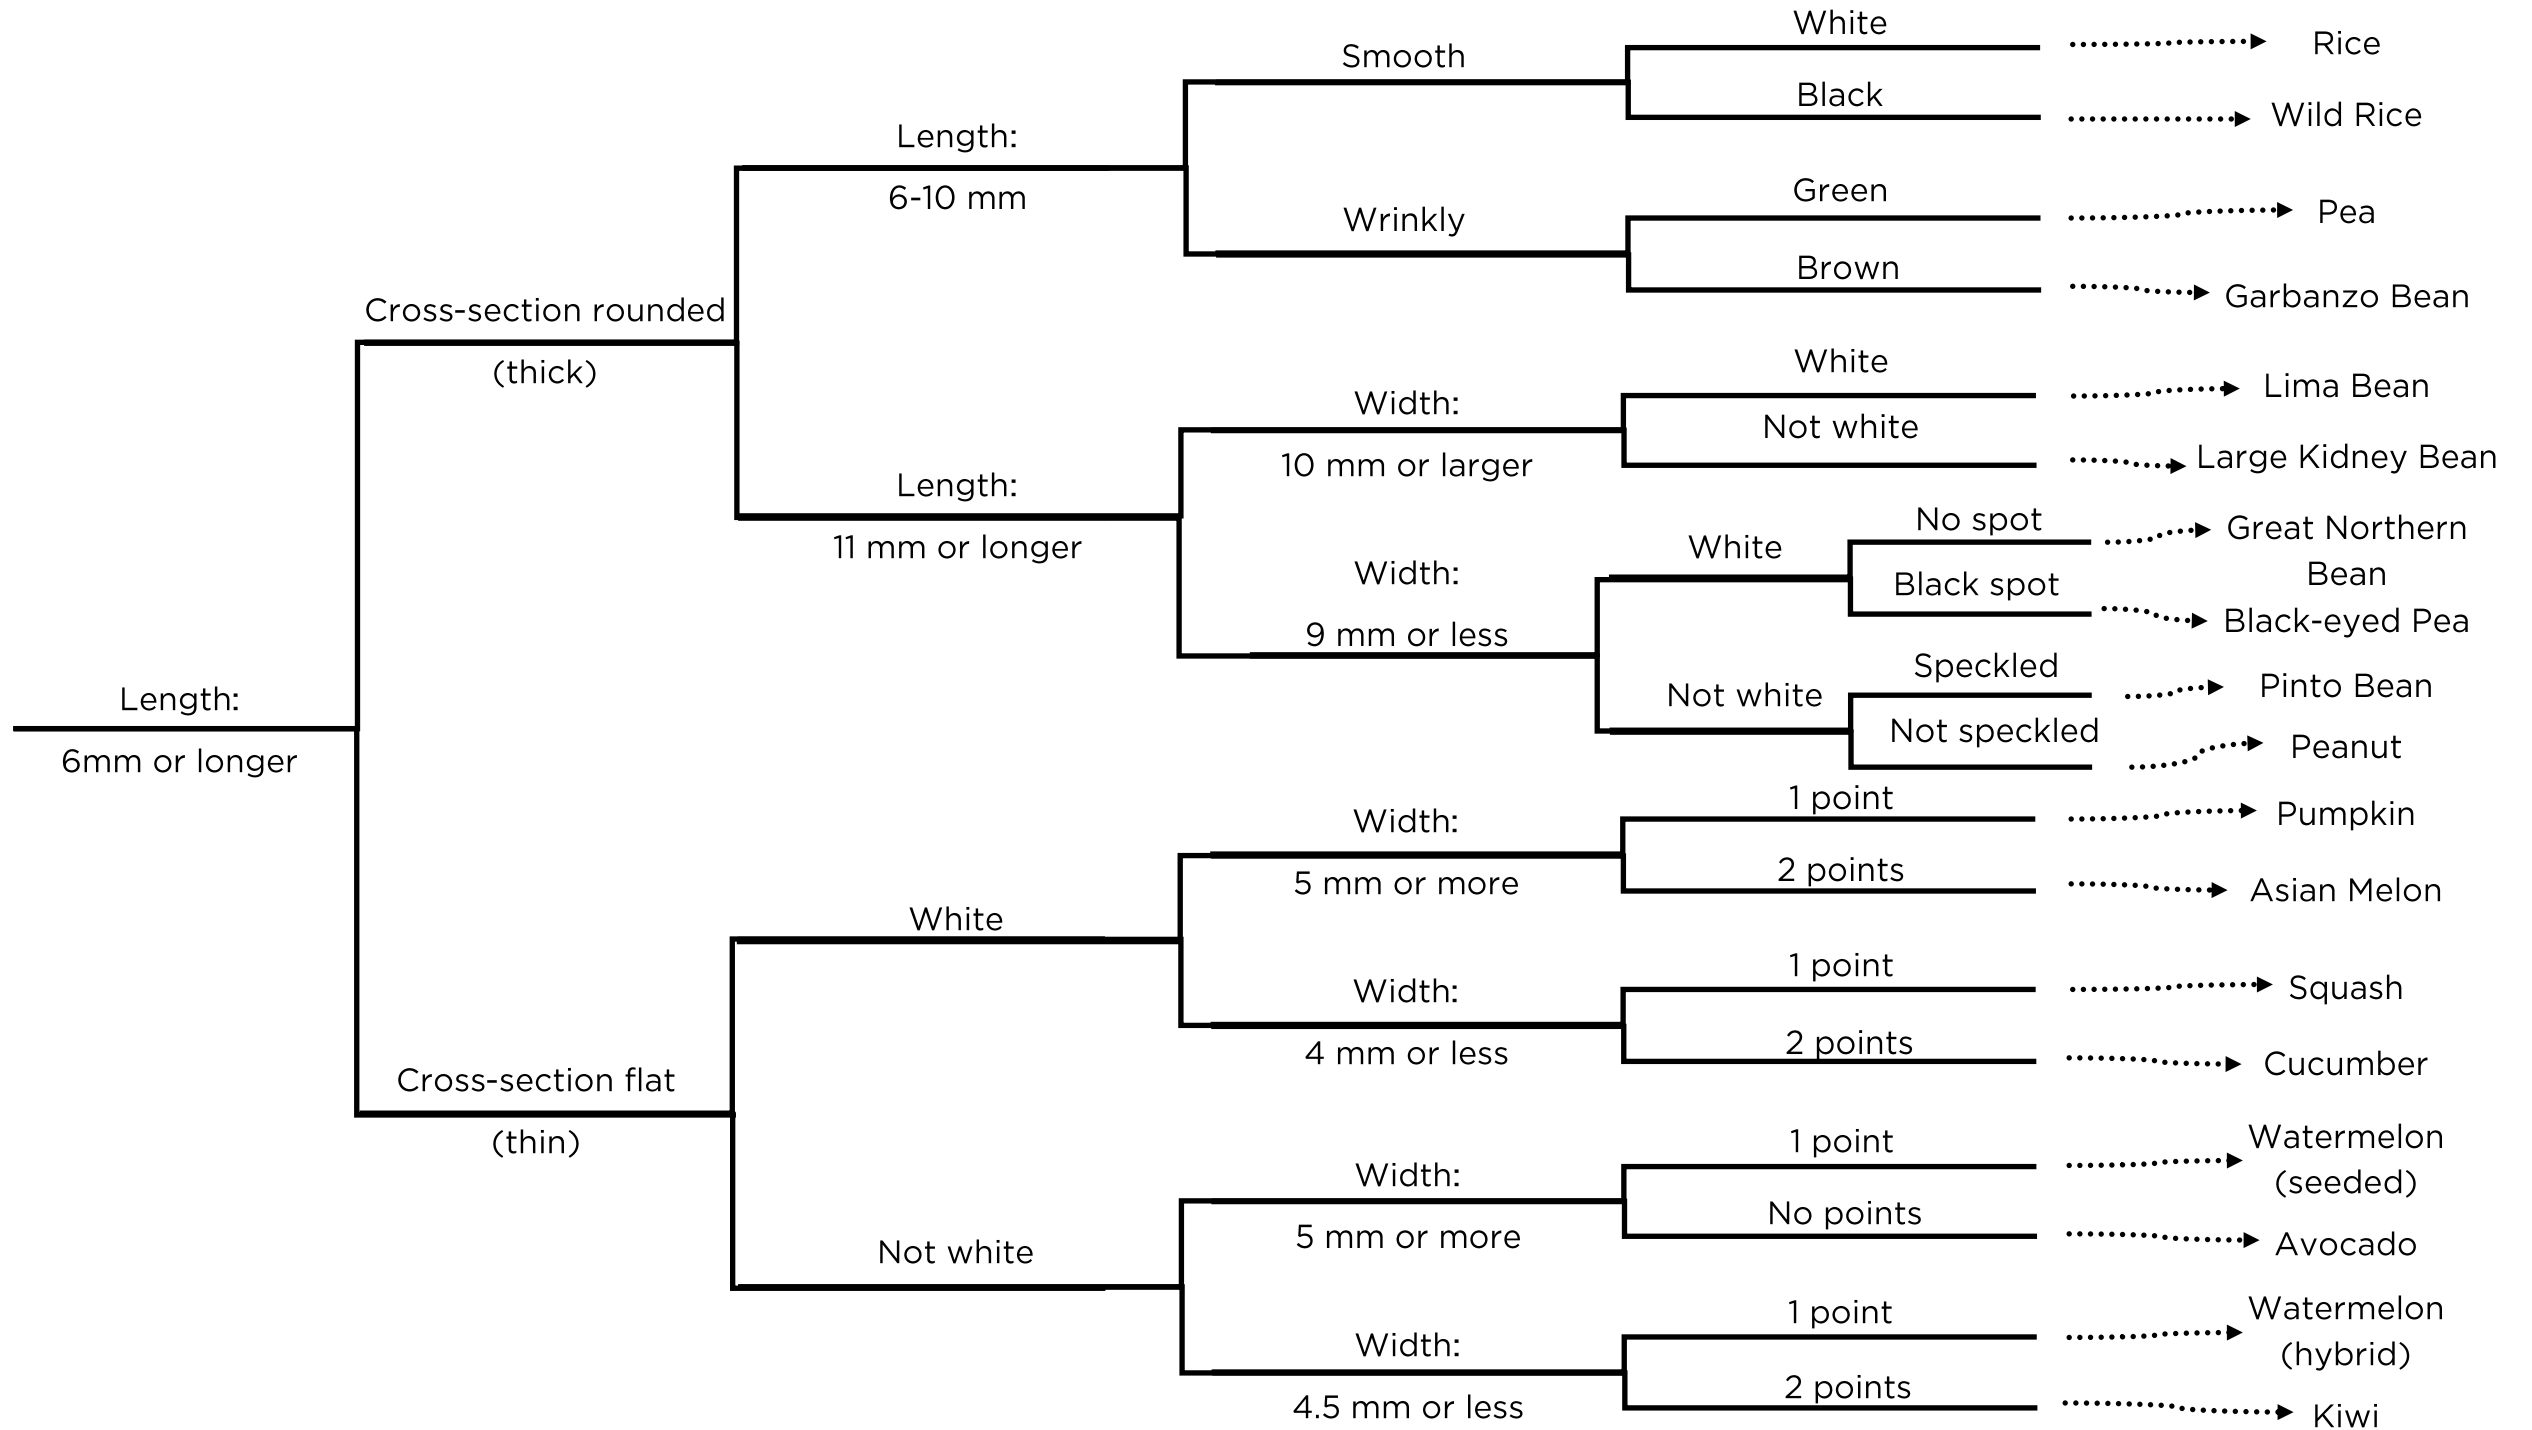 Length:
6mm or longer
Cross-section rounded
(thick)
Length:
6-10 mm
Smooth
White
Rice
Black
Wild Rice
Wrinkly
Green
Pea
Brown
Garbanzo Bean
Length:
11 mm or longer
Width:
10 mm or larger
White
Lima Bean
Not white
Large Kidney Bean
Width:
9 mm or less
White
No spot
Great Northern
Bean
Black spot
Black-eyed Pea
Not white
Speckled
Pinto Bean
Not speckled
Peanut
Cross-section flat
(thin)
White
Width:
5 mm or more
1 point
Pumpkin
2 points
Asian Melon
Width:
4 mm or less
1 point
Squash
2 points
Cucumber
Not white
Width:
5 mm or more
1 point
Watermelon
(seeded)
No points
Avocado
Width:
4.5 mm or less
1 point
Watermelon
(hybrid)
2 points
Kiwi